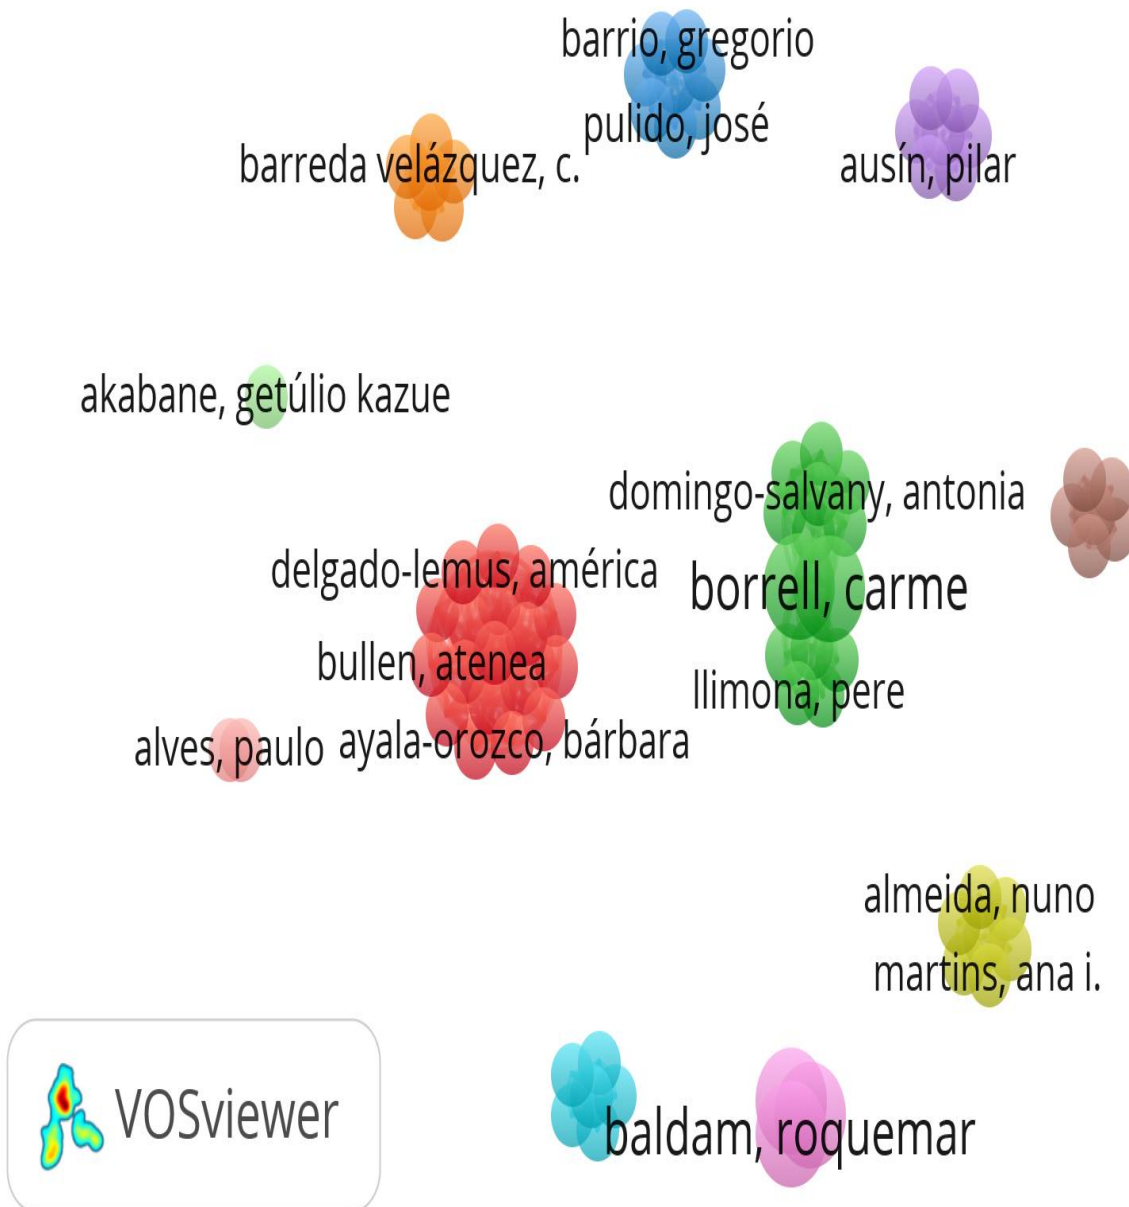 barrio, gregorio
pulido, josé
barreda velázquez, c.
ausín, pilar
akabane, getúlio kazue
domingo-salvany, antonia
delgado-lemus, américa
borrell, carme
bullen, atenea
llimona, pere
alves, paulo
ayala-orozco, bárbara
almeida, nuno
martins, ana i.
baldam, roquemar
VOSviewer